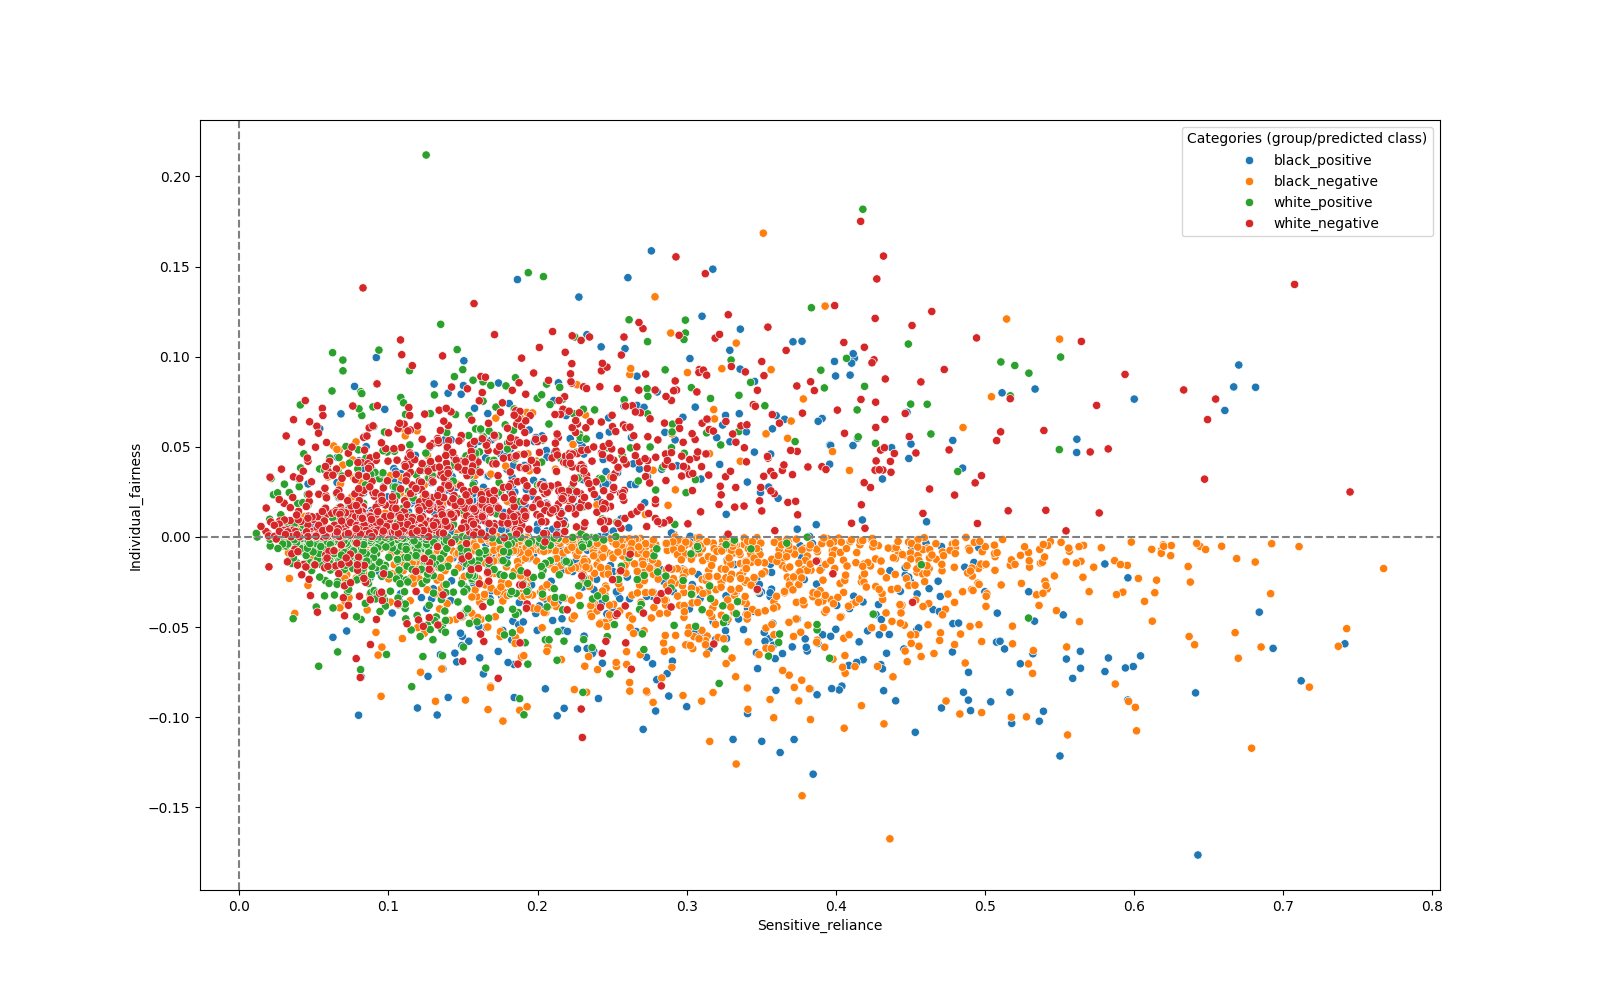 Categories (group/predicted class)
black_positive
black_negative
white_positive
white_negative
0.20
0.15
0.10
0.05
0.00
−0.05
−0.10
−0.15
Individual_fairness
0.0 0.1 0.2 0.3 0.4 0.5 0.6 0.7 0.8
Sensitive_reliance